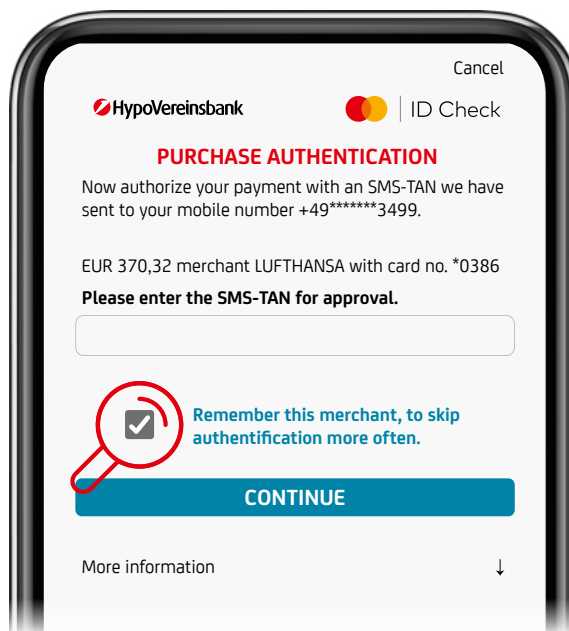 Cancel
HypoVereinsbank
ID Check
PURCHASE AUTHENTICATION
Now authorize your payment with an SMS-TAN we have
sent to your mobile number +49*******3499.
EUR 370,32 merchant LUFTHANSA with card no. *0386
Please enter the SMS-TAN for approval.
Remember this merchant, to skip
authentification more often.
CONTINUE
More information ↓